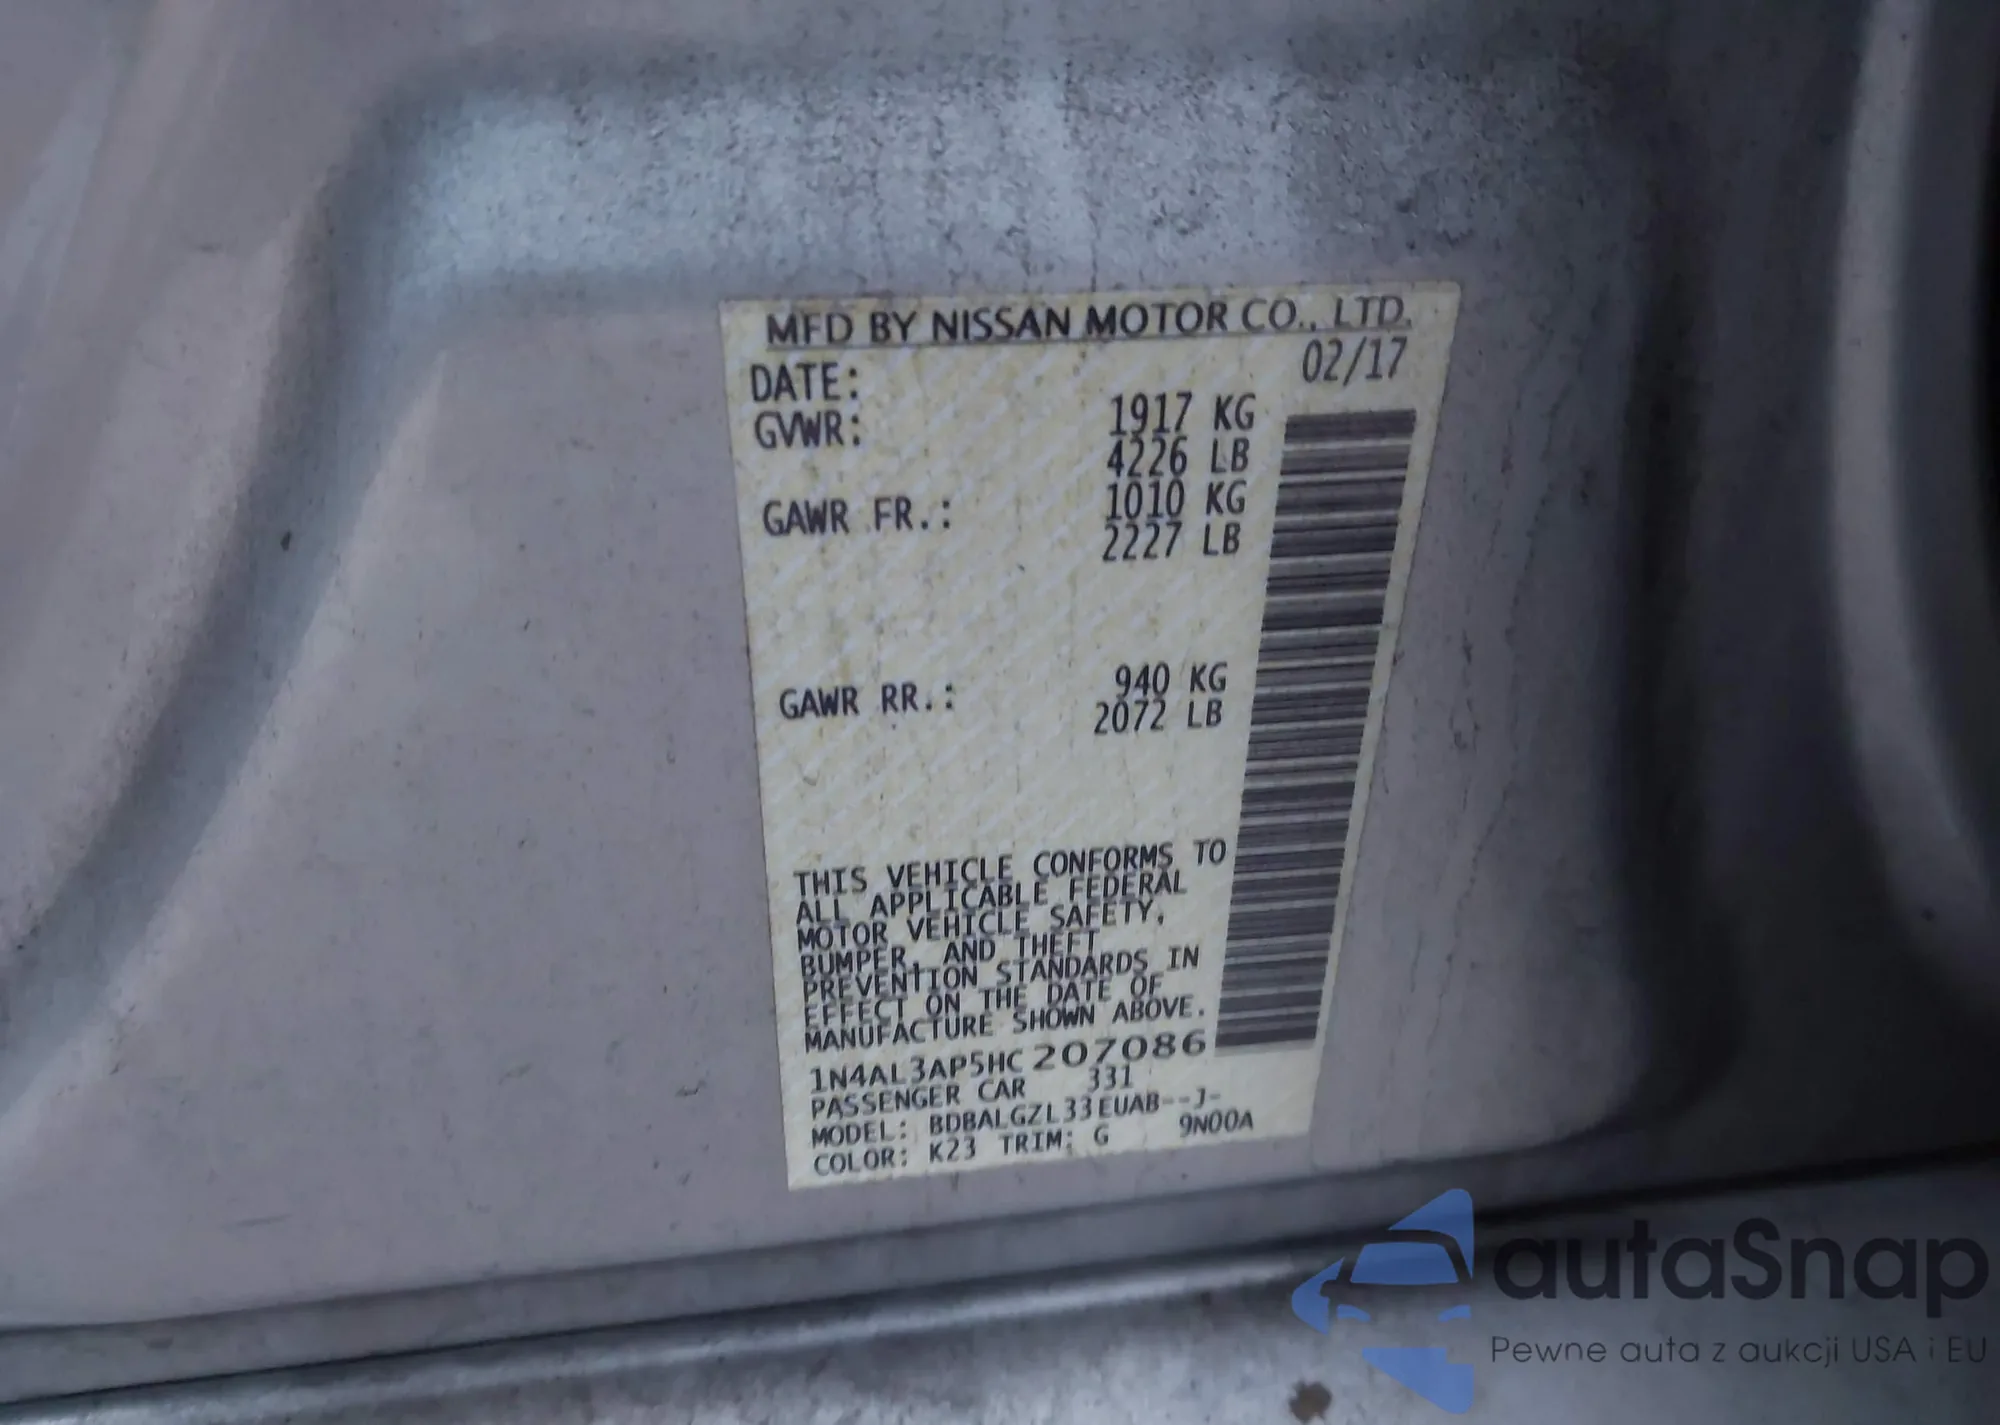 MFD BY NISSAN MOTOR CO., LTD.
DATE: 02/17
GVWR: 1917 KG
4226 LB
GAWR FR.: 1010 KG
2227 LB
GAWR RR.: 940 KG
2072 LB
THIS VEHICLE CONFORMS TO
ALL APPLICABLE FEDERAL
MOTOR VEHICLE SAFETY,
BUMPER, AND THEFT
PREVENTION STANDARDS IN
EFFECT ON THE DATE OF
MANUFACTURE SHOWN ABOVE.
1N4AL3AP5HC207086
PASSENGER CAR 331
MODEL: BDBALGZL33EUAB--J-
COLOR: K23 TRIM: G 9N00A
autaSnap
Pewne auta z aukcji USA i EU